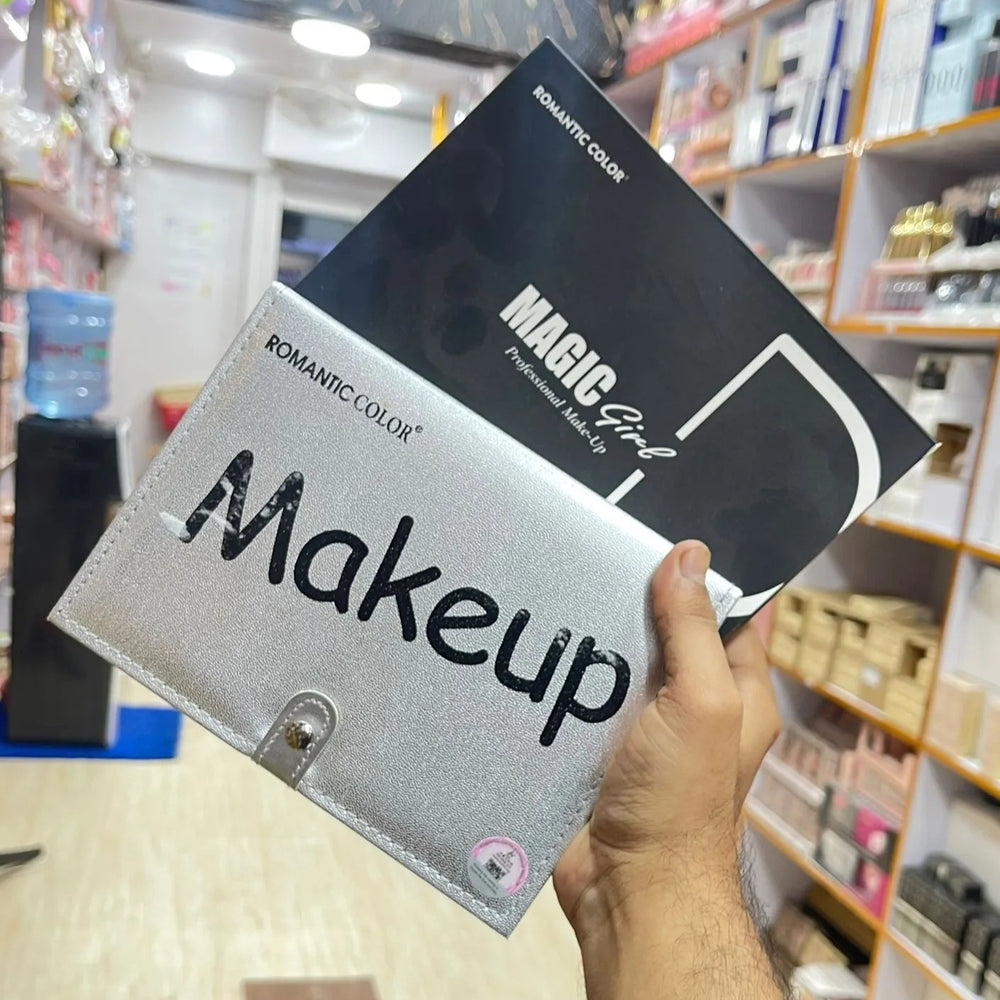 ROMANTIC COLOR
MAGIC
Girl
Professional Make-Up
ROMANTIC COLOR®
Makeup